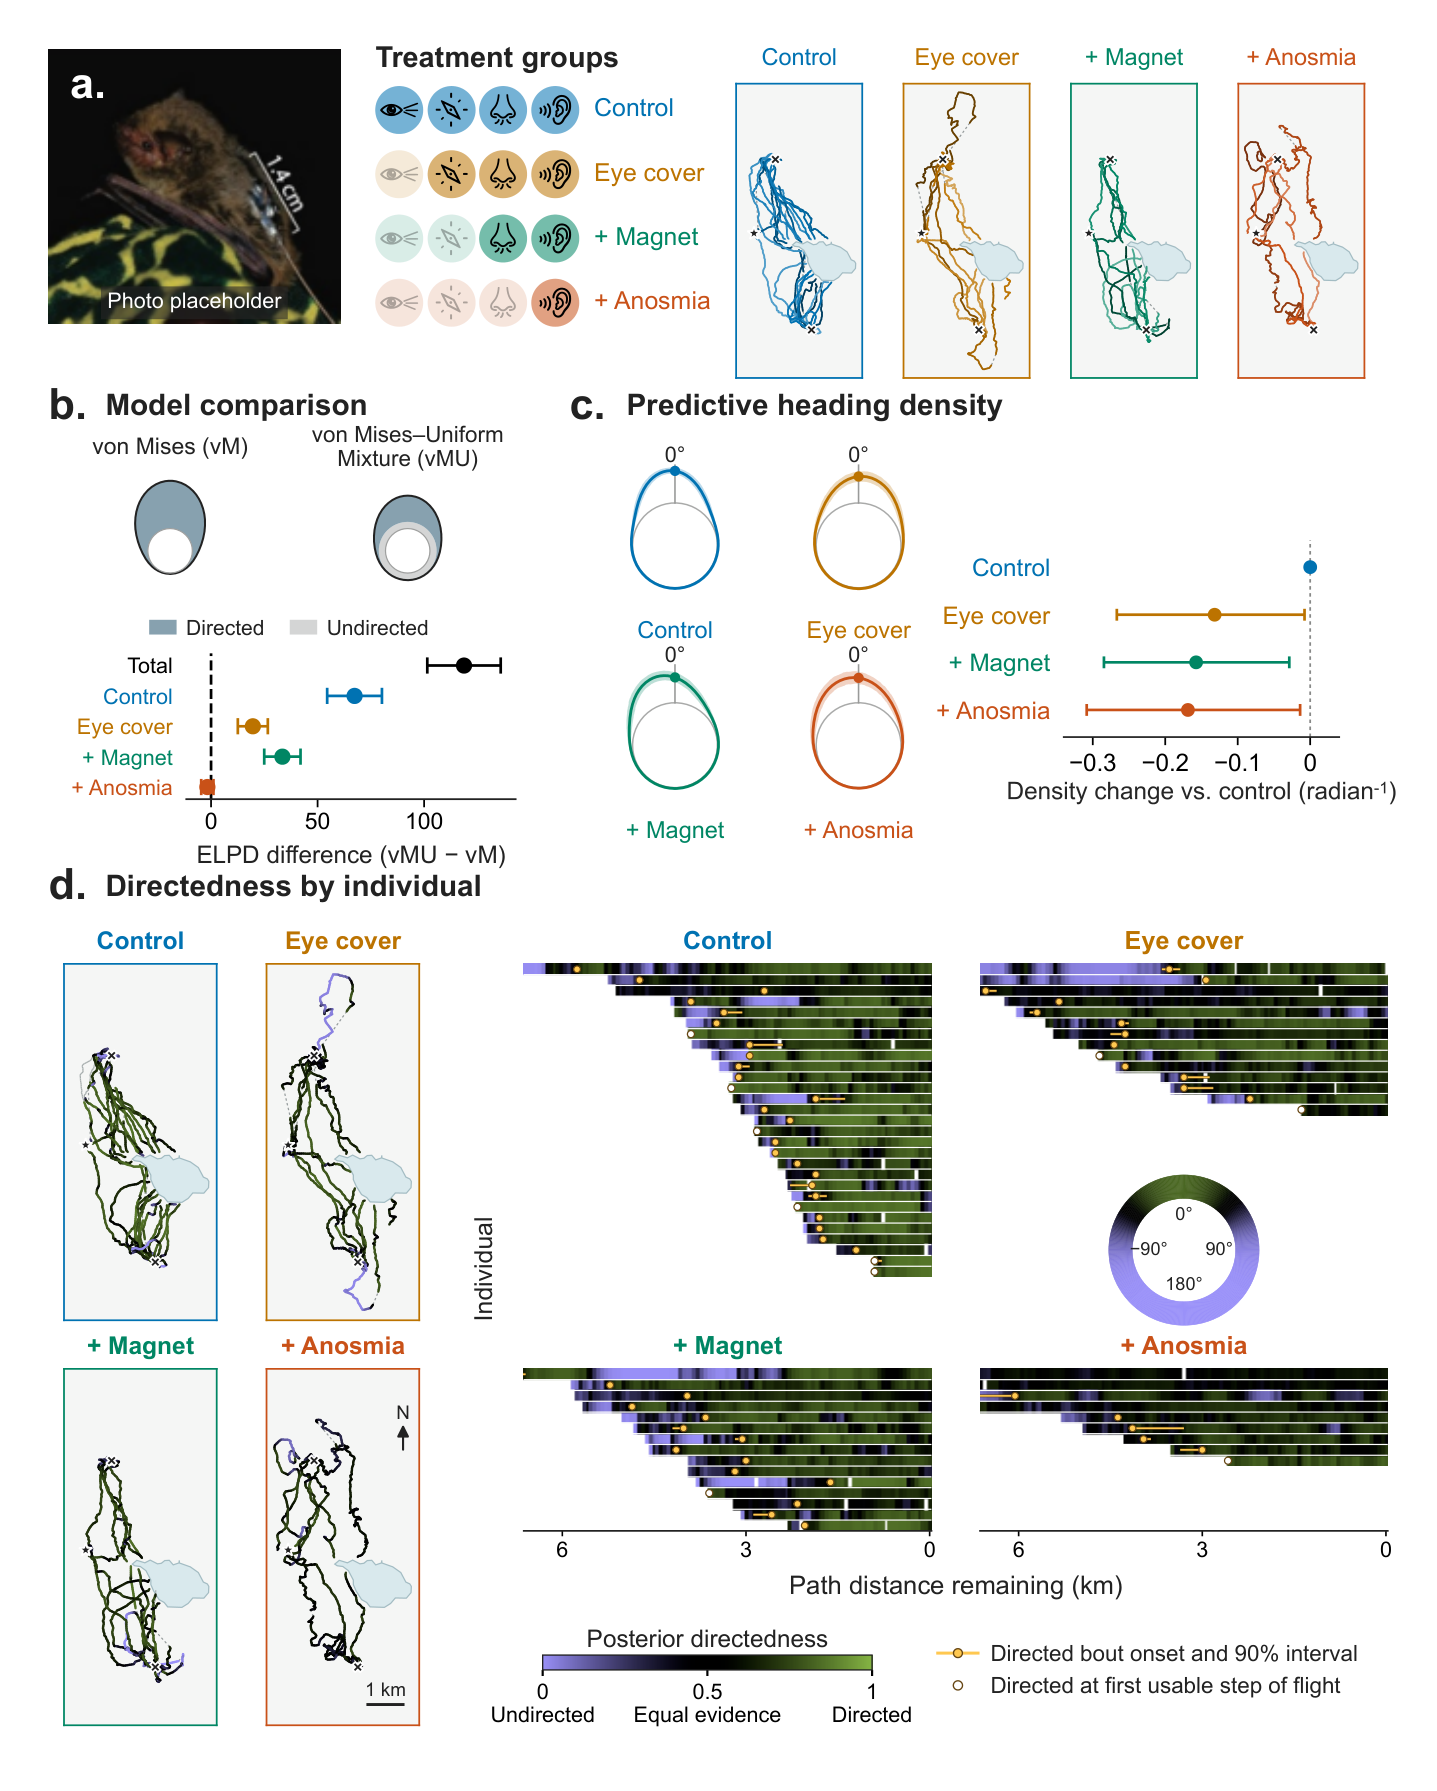 a.
1.4 cm
Photo placeholder
Treatment groups
Control
Eye cover
+ Magnet
+ Anosmia
Control
Eye cover
+ Magnet
+ Anosmia
b. Model comparison
von Mises (vM)
von Mises–Uniform
Mixture (vMU)
Directed
Undirected
Total
Control
Eye cover
+ Magnet
+ Anosmia
0
50
100
ELPD difference (vMU − vM)
c. Predictive heading density
0°
0°
Control
Eye cover
0°
0°
+ Magnet
+ Anosmia
Control
Eye cover
+ Magnet
+ Anosmia
−0.3
−0.2
−0.1
0
Density change vs. control (radian⁻¹)
d. Directedness by individual
Control
Eye cover
+ Magnet
+ Anosmia
N
1 km
Individual
Control
Eye cover
0°
−90°
90°
180°
+ Magnet
+ Anosmia
6
3
0
6
3
0
Path distance remaining (km)
Posterior directedness
0
0.5
1
Undirected
Equal evidence
Directed
Directed bout onset and 90% interval
Directed at first usable step of flight